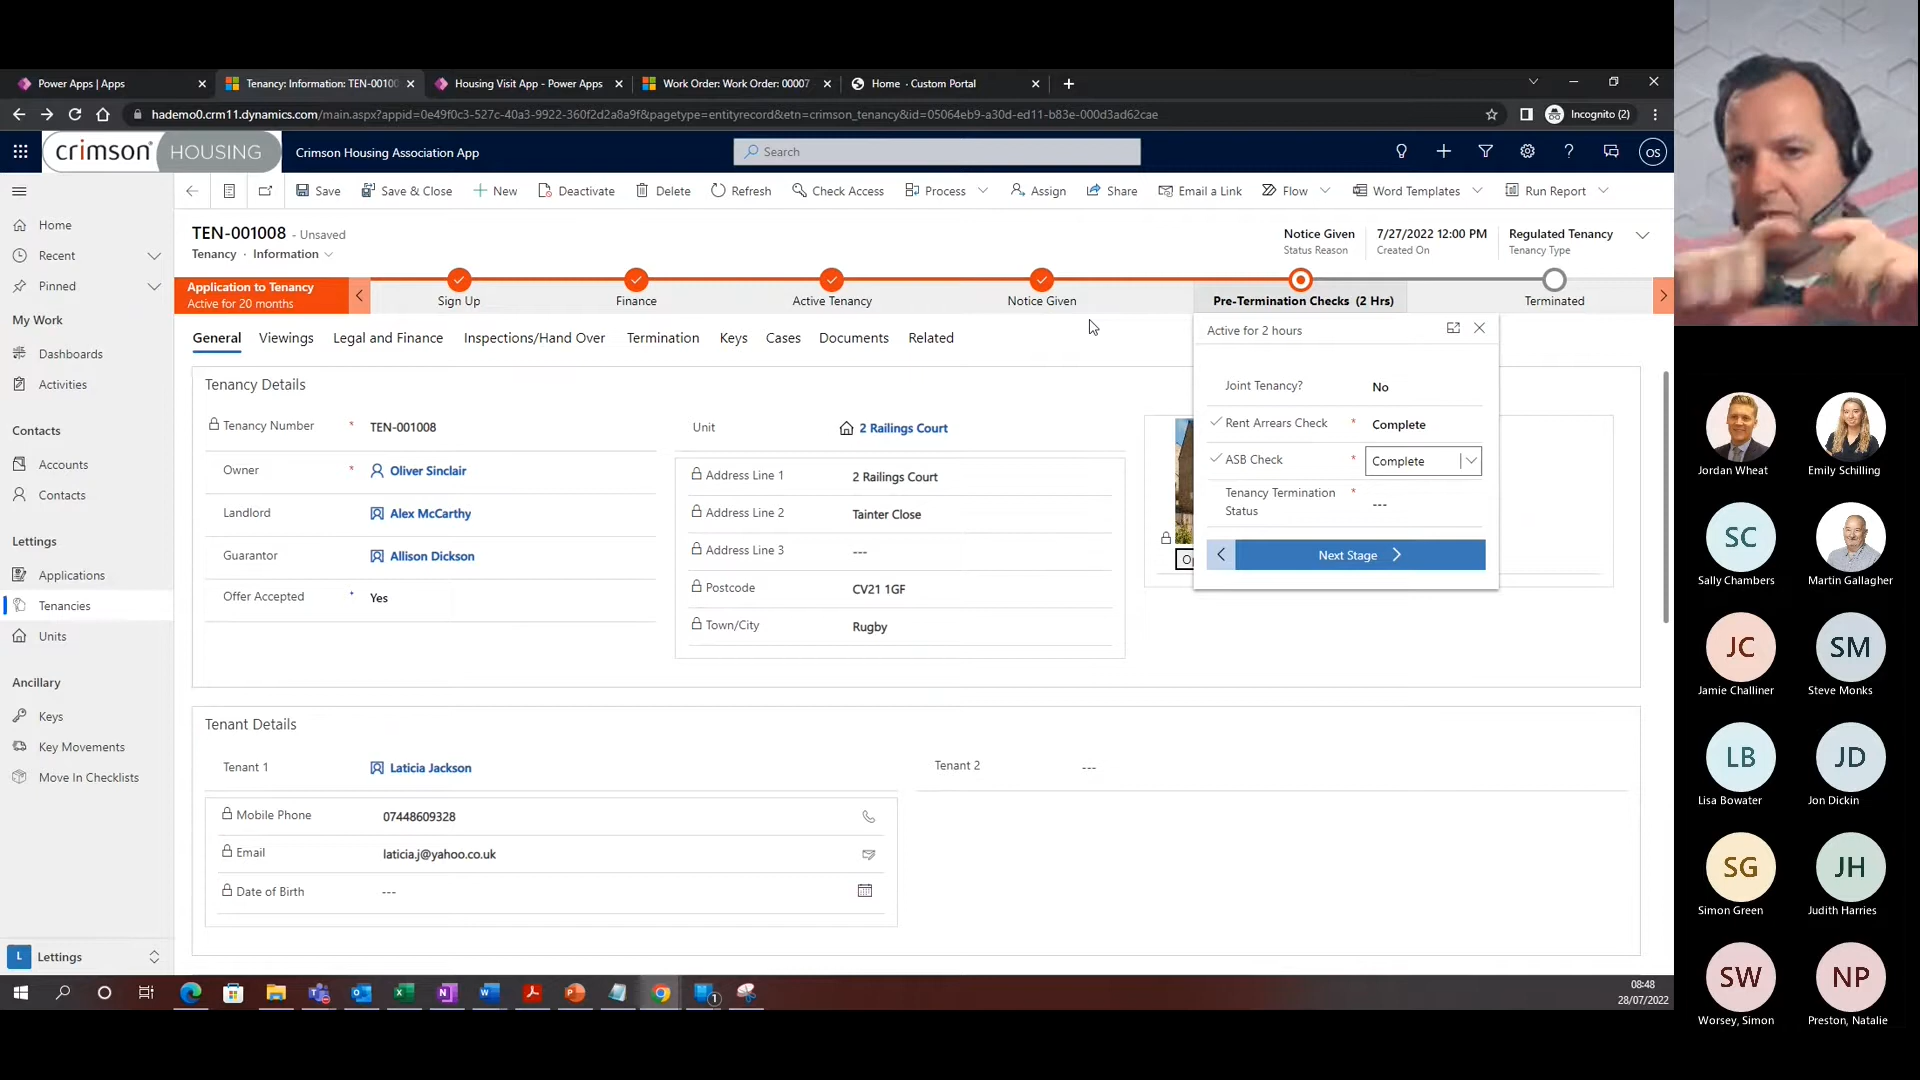 Power Apps | Apps
Tenancy: Information: TEN-00100
Housing Visit App - Power Apps
Work Order: Work Order: 00007
Home · Custom Portal
hademo0.crm11.dynamics.com/main.aspx?appid=0e49f0c3-527c-40a3-9922-360f2d2a8a9f&pagetype=entityrecord&etn=crimson_tenancy&id=05064eb9-a30d-ed11-b83e-000d3ad62cae
Incognito (2)
crimson HOUSING
Crimson Housing Association App
Search
OS
Save
Save & Close
New
Deactivate
Delete
Refresh
Check Access
Process
Assign
Share
Email a Link
Flow
Word Templates
Run Report
Home
Recent
Pinned
My Work
Dashboards
Activities
Contacts
Accounts
Contacts
Lettings
Applications
Tenancies
Units
Ancillary
Keys
Key Movements
Move In Checklists
L Lettings
TEN-001008 - Unsaved
Tenancy · Information
Notice Given
Status Reason
7/27/2022 12:00 PM
Created On
Regulated Tenancy
Tenancy Type
Application to Tenancy
Active for 20 months
Sign Up
Finance
Active Tenancy
Notice Given
Pre-Termination Checks (2 Hrs)
Terminated
General
Viewings
Legal and Finance
Inspections/Hand Over
Termination
Keys
Cases
Documents
Related
Active for 2 hours
Joint Tenancy? No
Rent Arrears Check * Complete
ASB Check * Complete
Tenancy Termination
Status * ---
Next Stage
Tenancy Details
Tenancy Number * TEN-001008
Owner * Oliver Sinclair
Landlord Alex McCarthy
Guarantor Allison Dickson
Offer Accepted * Yes
Unit 2 Railings Court
Address Line 1 2 Railings Court
Address Line 2 Tainter Close
Address Line 3 ---
Postcode CV21 1GF
Town/City Rugby
Tenant Details
Tenant 1 Laticia Jackson
Tenant 2 ---
Mobile Phone 07448609328
Email laticia.j@yahoo.co.uk
Date of Birth ---
08:48
28/07/2022
1
Jordan Wheat
Emily Schilling
SC
Sally Chambers
Martin Gallagher
JC
Jamie Challiner
SM
Steve Monks
LB
Lisa Bowater
JD
Jon Dickin
SG
Simon Green
JH
Judith Harries
SW
Worsey, Simon
NP
Preston, Natalie